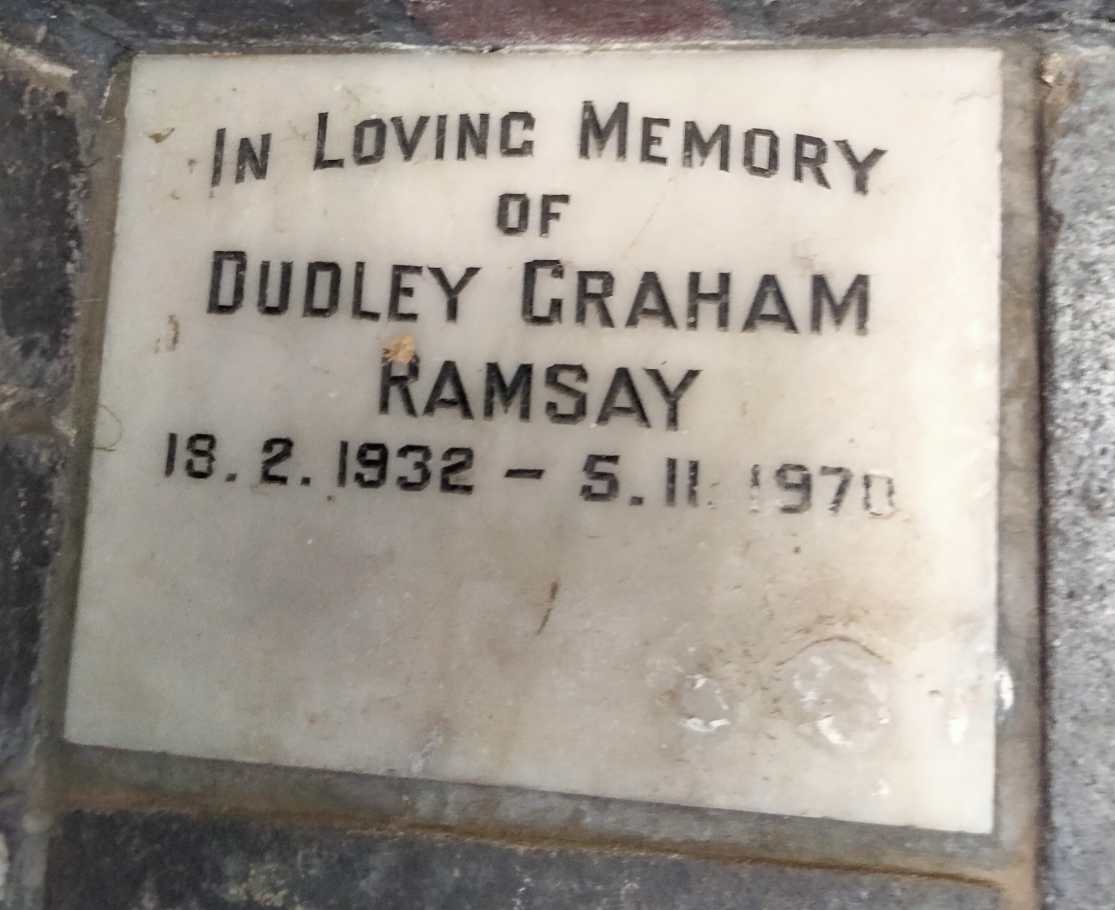 IN LOVING MEMORY
OF
DUDLEY GRAHAM
RAMSAY
18.2.1932 – 5.11.1970